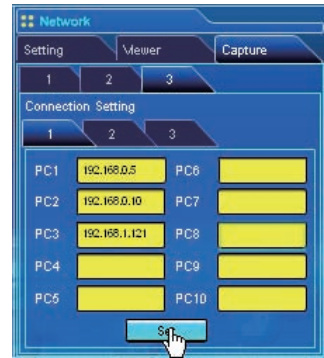 Network
Setting Viewer Capture
1 2 3
Connection Setting
1 2 3
PC1 192.168.0.5 PC6
PC2 192.168.0.10 PC7
PC3 192.168.1.121 PC8
PC4 PC9
PC5 PC10